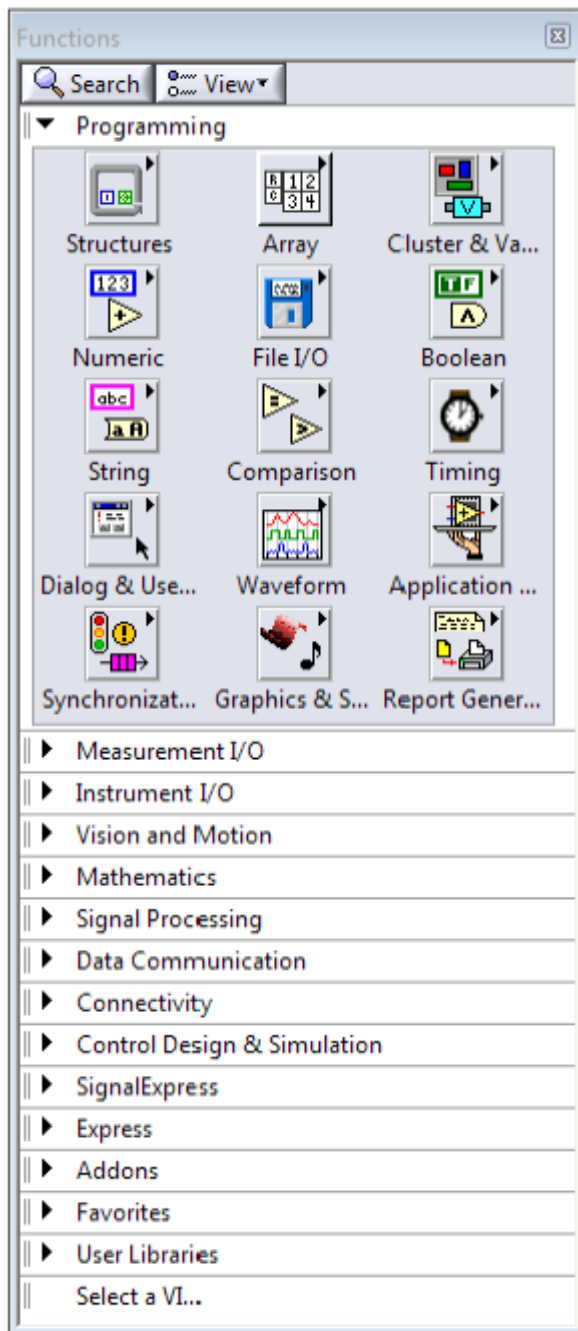 Functions
Search View
Programming
Structures Array Cluster & Va...
Numeric File I/O Boolean
String Comparison Timing
Dialog & Use... Waveform Application ...
Synchronizat... Graphics & S... Report Gener...
Measurement I/O
Instrument I/O
Vision and Motion
Mathematics
Signal Processing
Data Communication
Connectivity
Control Design & Simulation
SignalExpress
Express
Addons
Favorites
User Libraries
Select a VI...